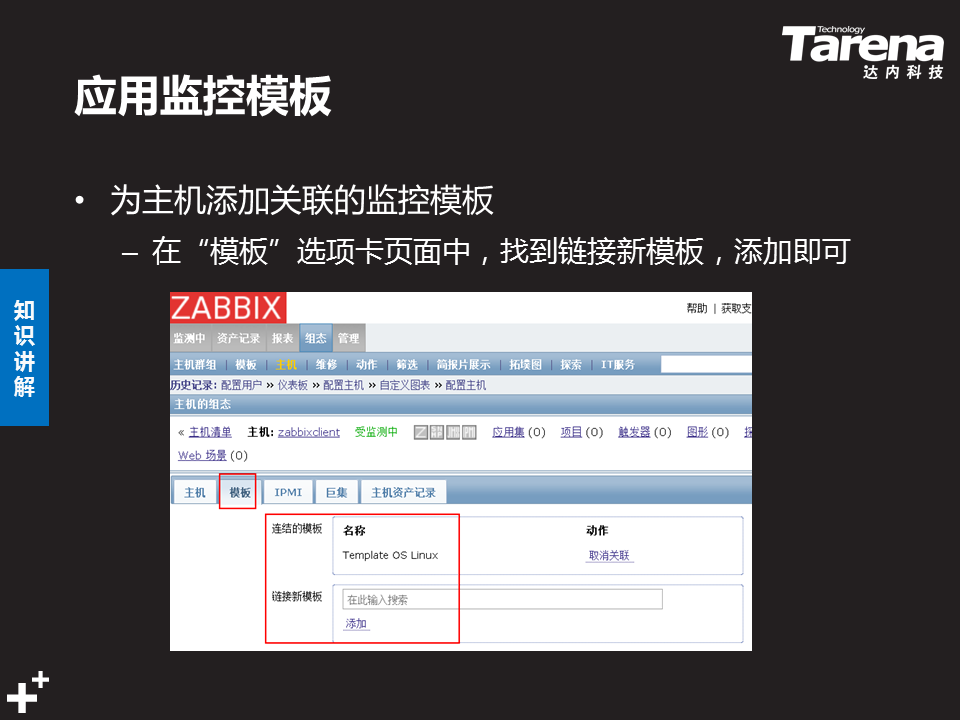 Technology
Tarena
达内科技
应用监控模板
• 为主机添加关联的监控模板
– 在“模板”选项卡页面中，找到链接新模板，添加即可
知识讲解
ZABBIX
帮助 | 获取支
监测中 资产记录 报表 组态 管理
主机群组 | 模板 | 主机 | 维修 | 动作 | 筛选 | 简报片展示 | 拓墣图 | 探索 | IT服务
历史记录: 配置用户 » 仪表板 » 配置主机 » 自定义图表 » 配置主机
主机的组态
« 主机清单 主机: zabbixclient 受监测中 应用集 (0) 项目 (0) 触发器 (0) 图形 (0)
Web 场景 (0)
主机 模板 IPMI 巨集 主机资产记录
连结的模板 名称 动作
Template OS Linux 取消关联
链接新模板 在此输入搜索
添加